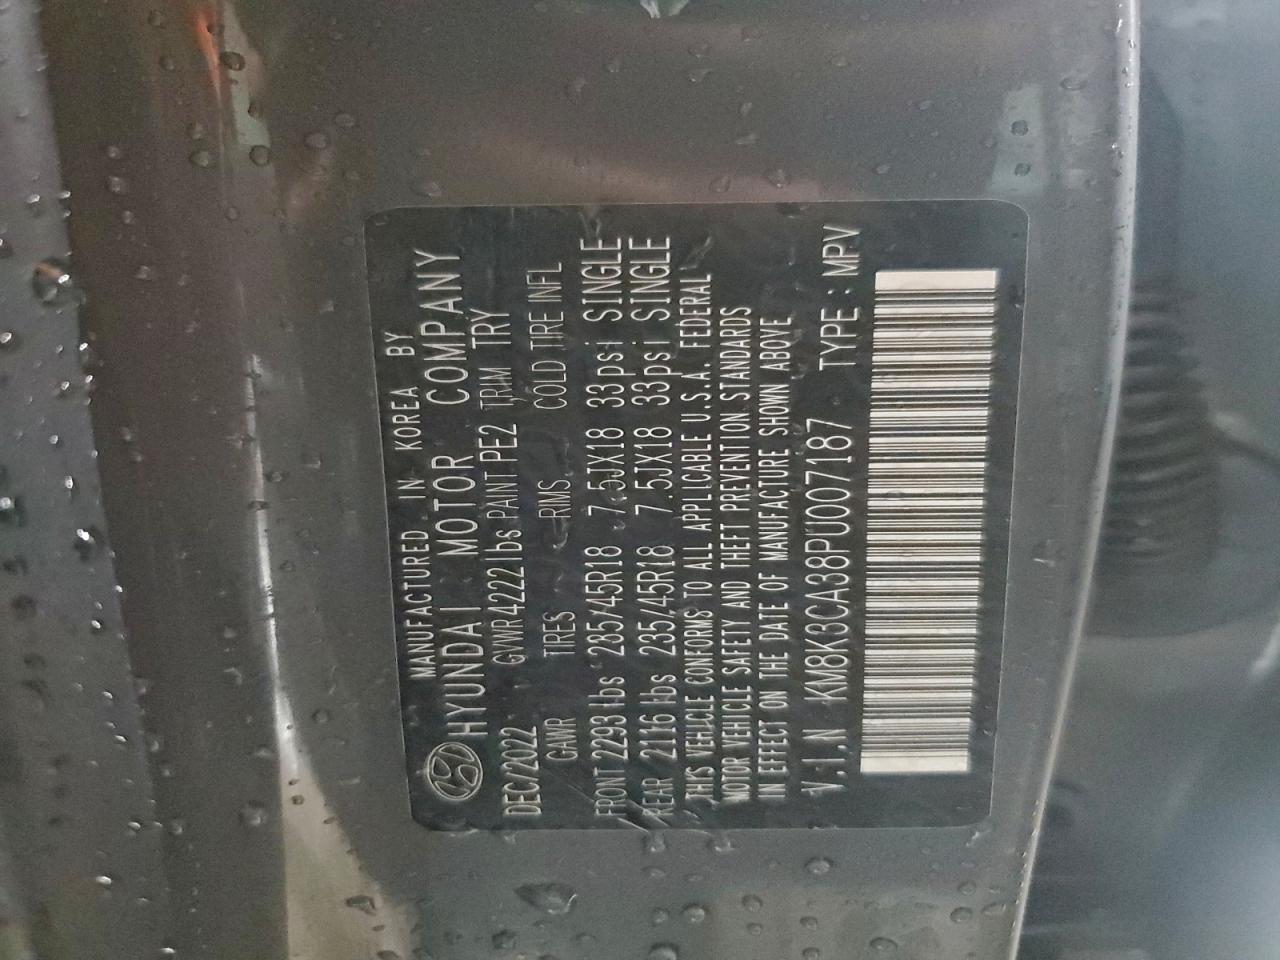 MANUFACTURED IN KOREA BY
HYUNDAI MOTOR COMPANY
DEC/2022 GVWR 4222 lbs PAINT PE2 TRIM TRY
GAWR TIRES RIMS COLD TIRE INFL
FRONT 2293 lbs 235/45R18 7.5JX18 33psi SINGLE
REAR 2116 lbs 235/45R18 7.5JX18 33psi SINGLE
THIS VEHICLE CONFORMS TO ALL APPLICABLE U.S.A. FEDERAL
MOTOR VEHICLE SAFETY AND THEFT PREVENTION STANDARDS
IN EFFECT ON THE DATE OF MANUFACTURE SHOWN ABOVE.
V.I.N KM8K3CA38PU007187 TYPE : MPV